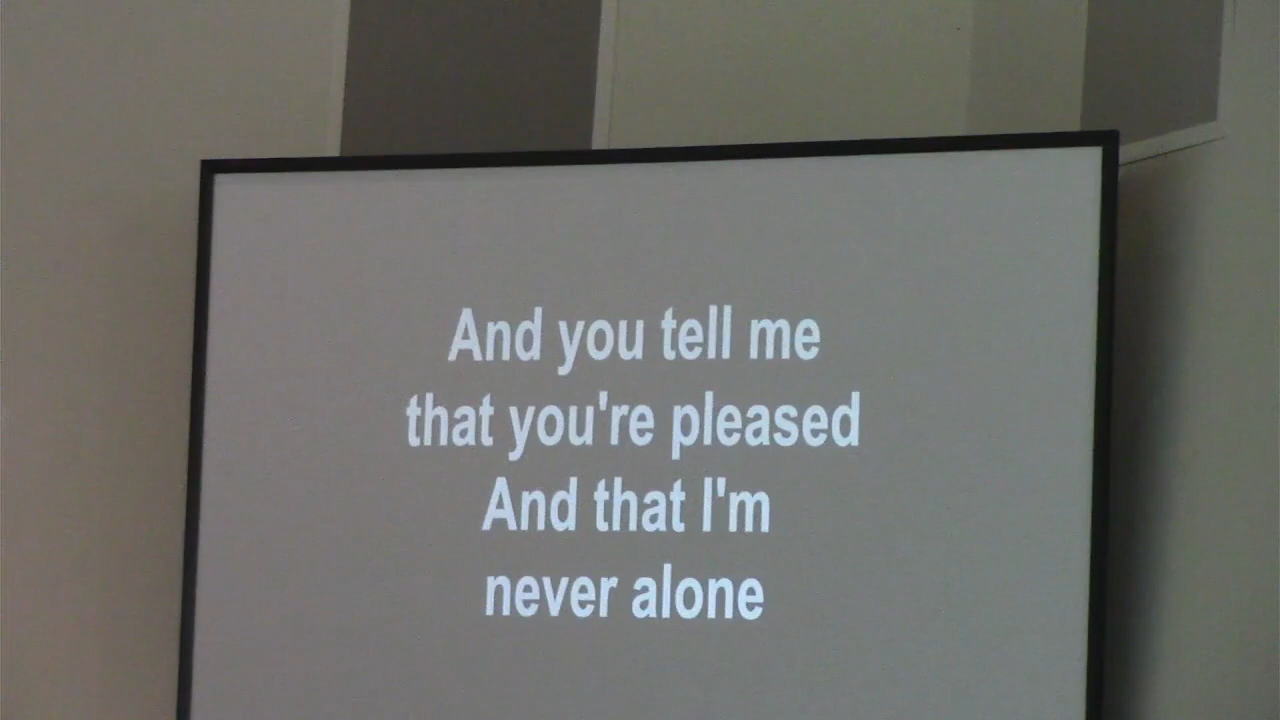 And you tell me
that you're pleased
And that I'm
never alone